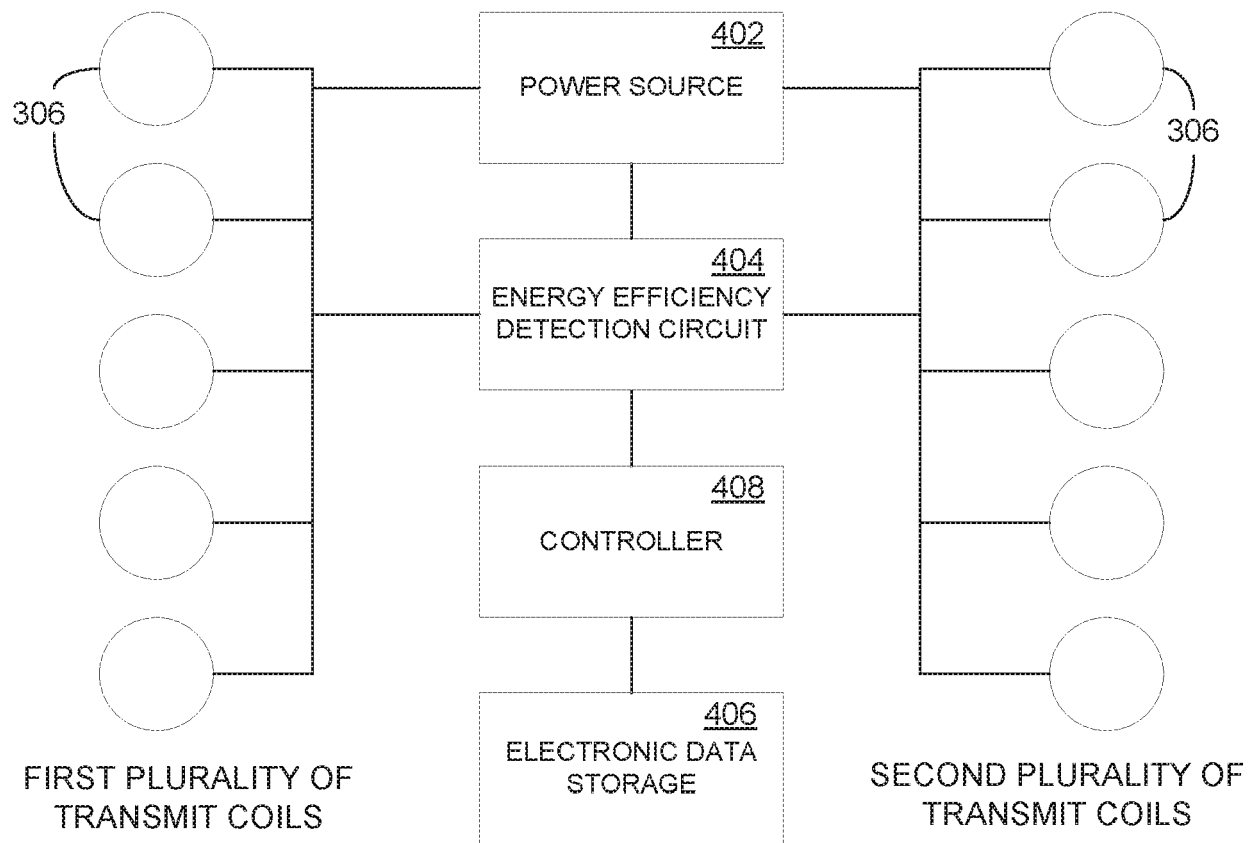 402
POWER SOURCE
306
306
404
ENERGY EFFICIENCY
DETECTION CIRCUIT
408
CONTROLLER
406
ELECTRONIC DATA
STORAGE
FIRST PLURALITY OF
TRANSMIT COILS
SECOND PLURALITY OF
TRANSMIT COILS